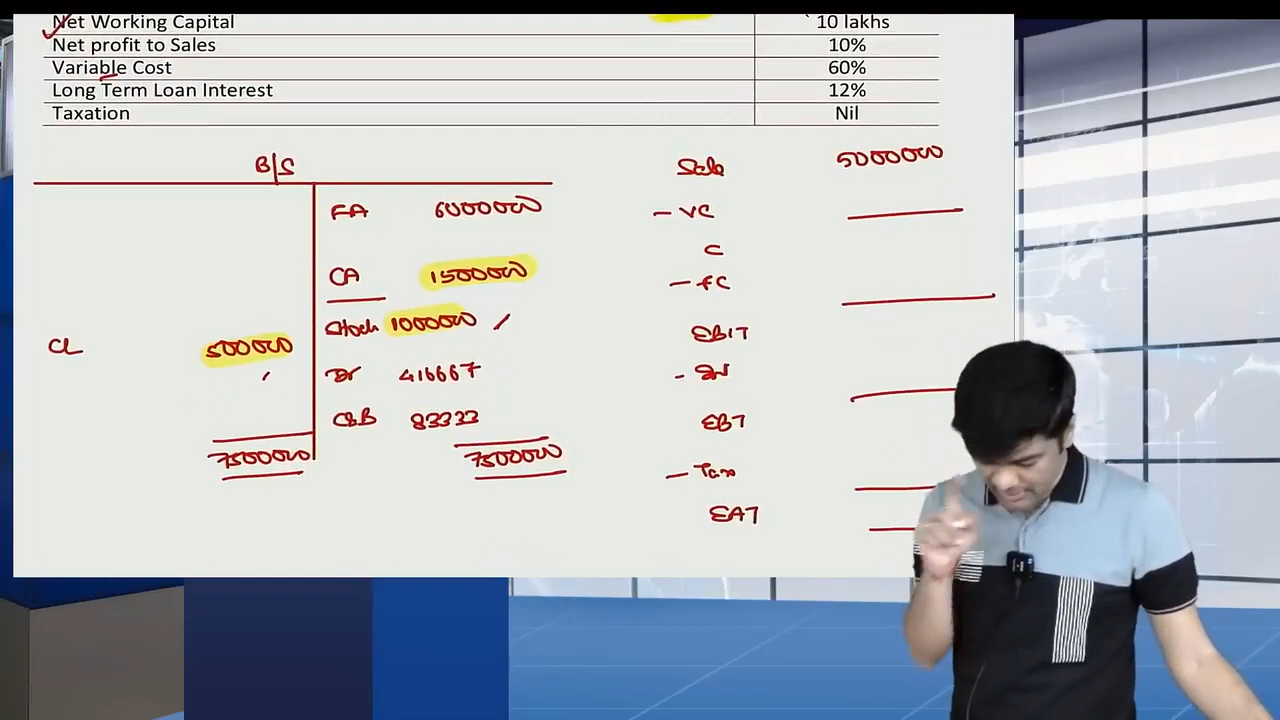 Net Working Capital 10 lakhs
Net profit to Sales 10%
Variable Cost 60%
Long Term Loan Interest 12%
Taxation Nil
B/S
Sale 5000000
FA 6000000
- VC
C
CA 1500000
- FC
Stock 1000000
EBIT
CL 500000
Dr 416667
- Int
C&B 83333
EBT
7500000 7500000
- Tax
EAT